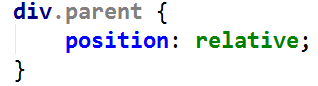 div.parent {
    position: relative;
}